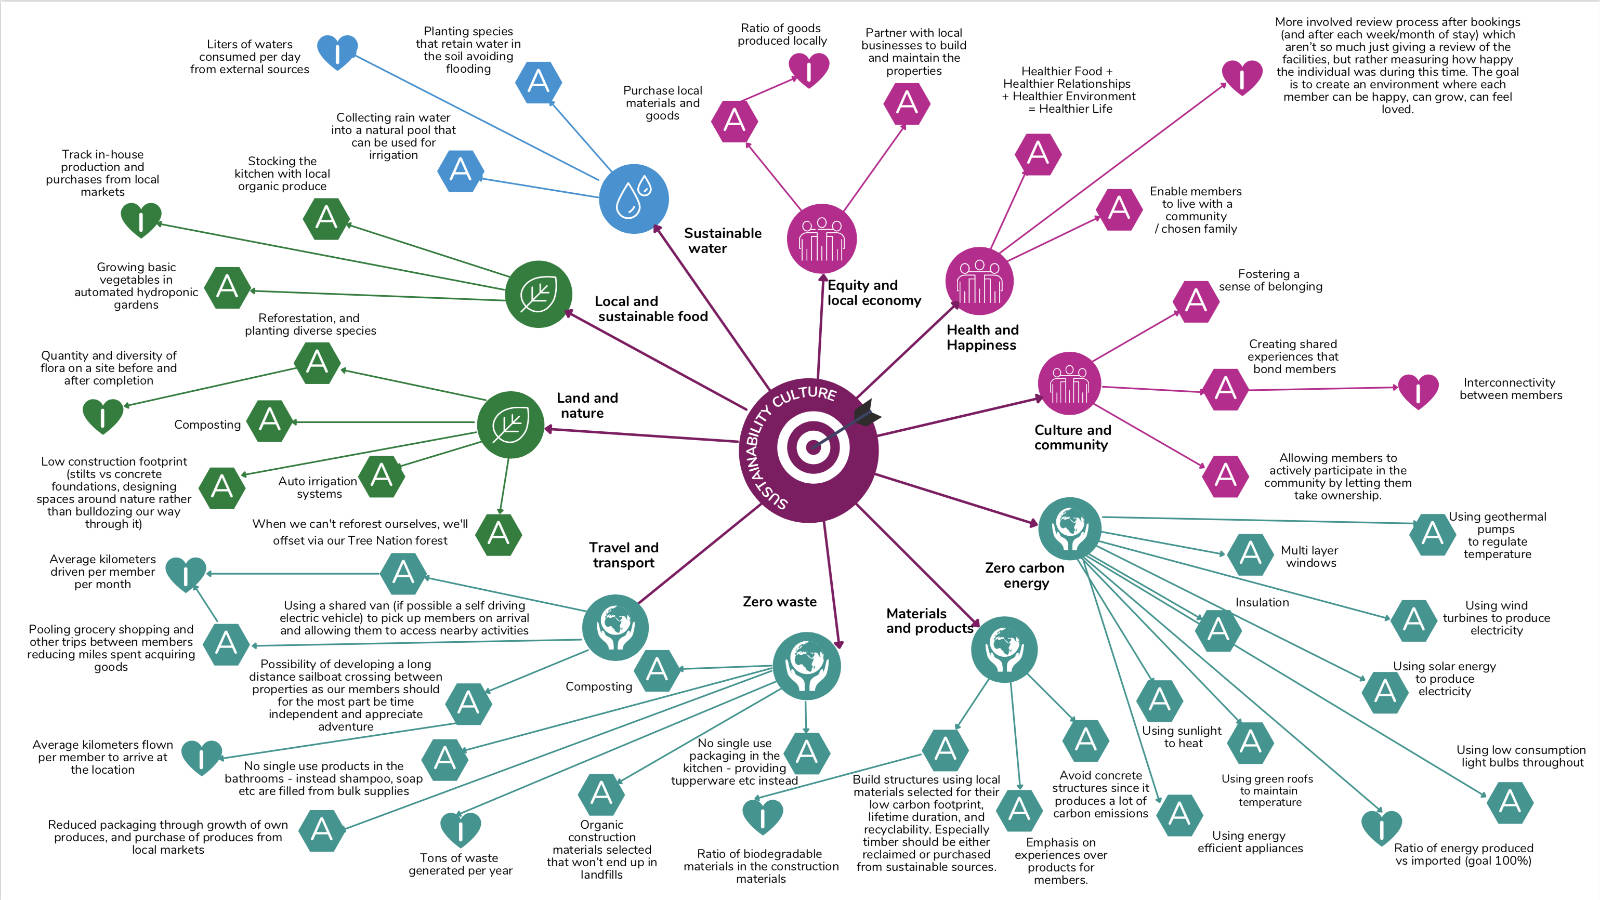 Liters of waters
consumed per day
from external sources
I
Planting species
that retain water in
the soil avoiding
flooding
A
Collecting rain water
into a natural pool that
can be used for
irrigation
A
Sustainable
water
Ratio of goods
produced locally
I
Purchase local
materials and
goods
A
Partner with local
businesses to build
and maintain the
properties
A
Equity and
local economy
Healthier Food +
Healthier Relationships
+ Healthier Environment
= Healthier Life
A
I
More involved review process after bookings
(and after each week/month of stay) which
aren't so much just giving a review of the
facilities, but rather measuring how happy
the individual was during this time. The goal
is to create an environment where each
member can be happy, can grow, can feel
loved.
A
Enable members
to live with a
community
/ chosen family
Health and
Happiness
Track in-house
production and
purchases from local
markets
I
Stocking the
kitchen with local
organic produce
A
Growing basic
vegetables in
automated hydroponic
gardens
A
Local and
sustainable food
Fostering a
sense of belonging
A
Creating shared
experiences that
bond members
A
I
Interconnectivity
between members
Culture and
community
Allowing members to
actively participate in the
community by letting them
take ownership.
A
Reforestation, and
planting diverse species
A
Quantity and diversity of
flora on a site before and
after completion
I
Composting
A
Low construction footprint
(stilts vs concrete
foundations, designing
spaces around nature rather
than bulldozing our way
through it)
A
Auto irrigation
systems
A
When we can't reforest ourselves, we'll
offset via our Tree Nation forest
A
Land and
nature
SUSTAINABILITY CULTURE
Zero carbon
energy
A
Using geothermal
pumps
to regulate
temperature
A
Multi layer
windows
Insulation
A
A
Using wind
turbines to produce
electricity
A
Using solar energy
to produce
electricity
A
Using sunlight
to heat
A
Using green roofs
to maintain
temperature
A
Using energy
efficient appliances
I
Ratio of energy produced
vs imported (goal 100%)
Using low consumption
light bulbs throughout
A
Travel and
transport
Average kilometers
driven per member
per month
I
A
Using a shared van (if possible a self driving
electric vehicle) to pick up members on arrival
and allowing them to access nearby activities
Pooling grocery shopping and
other trips between members
reducing miles spent acquiring
goods
A
Possibility of developing a long
distance sailboat crossing between
properties as our members should
for the most part be time
independent and appreciate
adventure
A
Average kilometers flown
per member to arrive at
the location
I
Zero waste
Composting
A
No single use products in the
bathrooms - instead shampoo, soap
etc are filled from bulk supplies
A
Reduced packaging through growth of own
produces, and purchase of produces from
local markets
A
I
Tons of waste
generated per year
A
Organic
construction
materials selected
that won't end up in
landfills
No single use
packaging in the
kitchen - providing
tupperware etc instead
A
Materials
and products
A
Build structures using local
materials selected for their
low carbon footprint,
lifetime duration, and
recyclability. Especially
timber should be either
reclaimed or purchased
from sustainable sources.
I
Ratio of biodegradable
materials in the construction
materials
A
Emphasis on
experiences over
products for
members.
A
Avoid concrete
structures since it
produces a lot of
carbon emissions